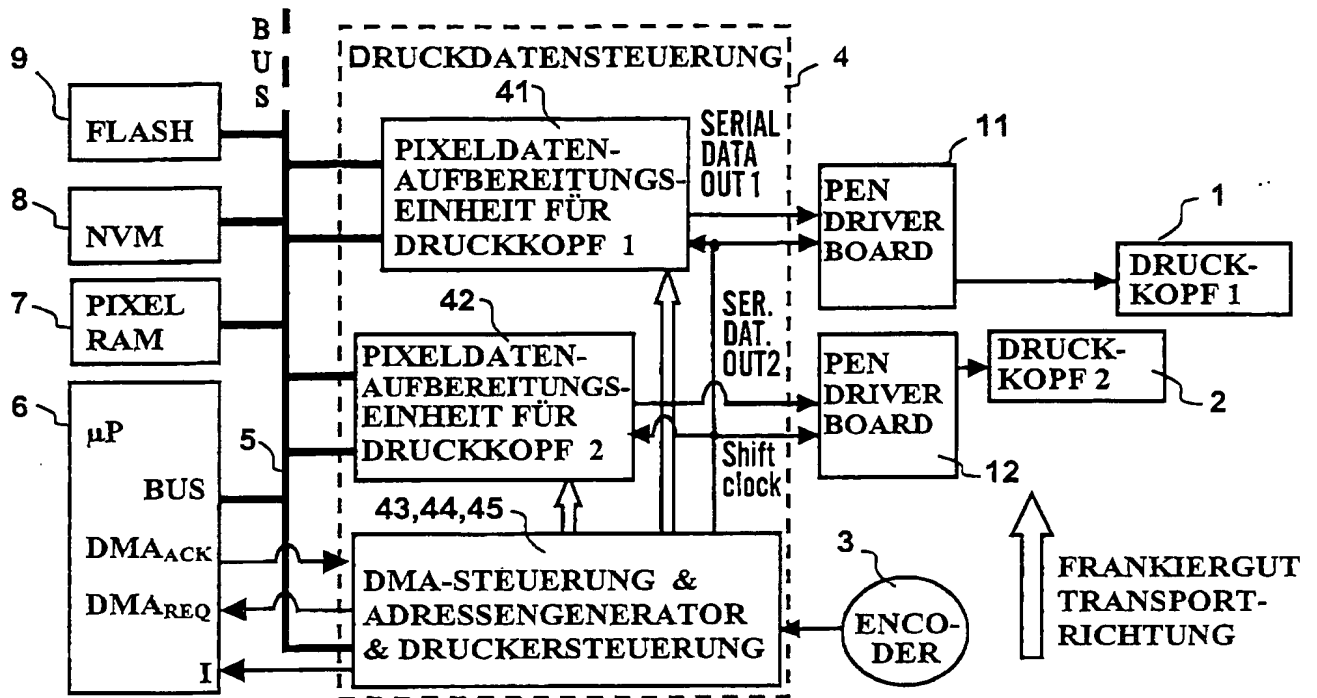 B
U
S
9
FLASH
8
NVM
7
PIXEL
RAM
6
µP
BUS
DMAACK
DMAREQ
I
5
DRUCKDATENSTEUERUNG
4
41
PIXELDATEN-
AUFBEREITUNGS-
EINHEIT FÜR
DRUCKKOPF 1
SERIAL
DATA
OUT1
42
PIXELDATEN-
AUFBEREITUNGS-
EINHEIT FÜR
DRUCKKOPF 2
SER.
DAT.
OUT2
Shift
clock
43,44,45
DMA-STEUERUNG &
ADRESSENGENERATOR
& DRUCKERSTEUERUNG
11
PEN
DRIVER
BOARD
1
DRUCK-
KOPF 1
PEN
DRIVER
BOARD
12
DRUCK-
KOPF 2
2
3
ENCO-
DER
FRANKIERGUT
TRANSPORT-
RICHTUNG